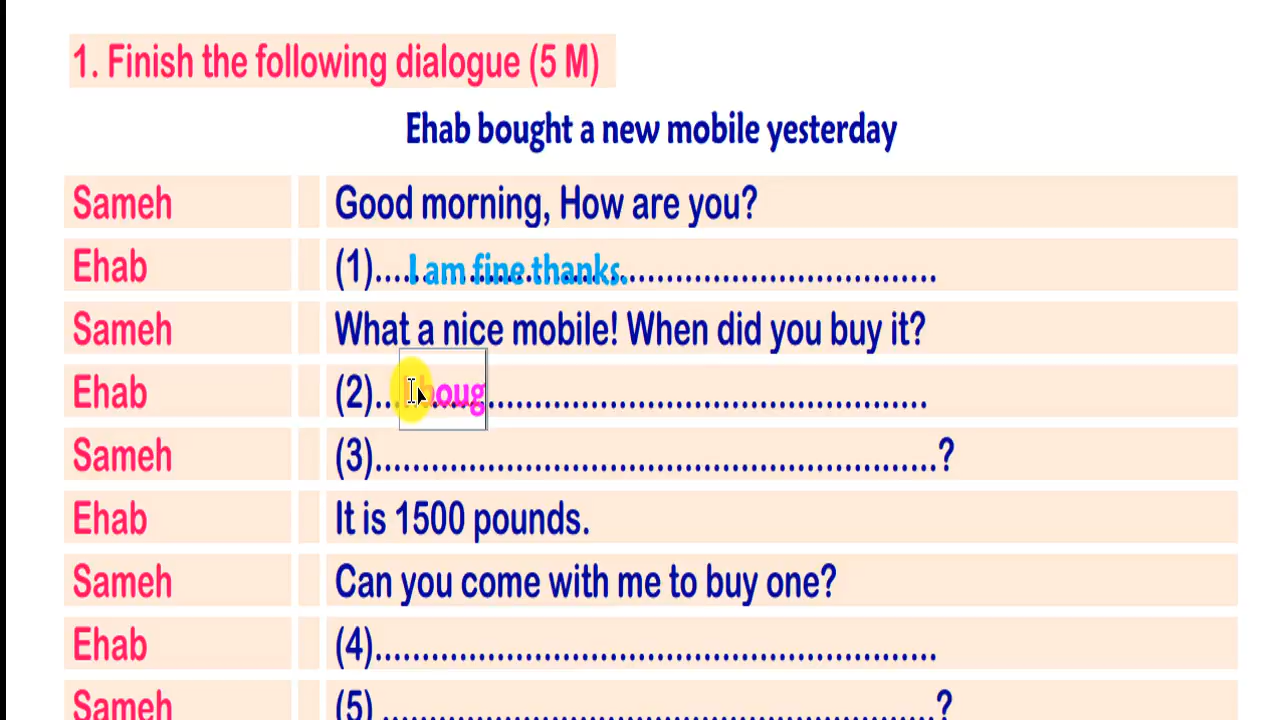 1. Finish the following dialogue (5 M)
Ehab bought a new mobile yesterday
Sameh Good morning, How are you?
Ehab (1)....I am fine thanks...................................
Sameh What a nice mobile! When did you buy it?
Ehab (2)...I boug...............................................
Sameh (3)............................................................?
Ehab It is 1500 pounds.
Sameh Can you come with me to buy one?
Ehab (4)............................................................
Sameh (5) ...........................................................?